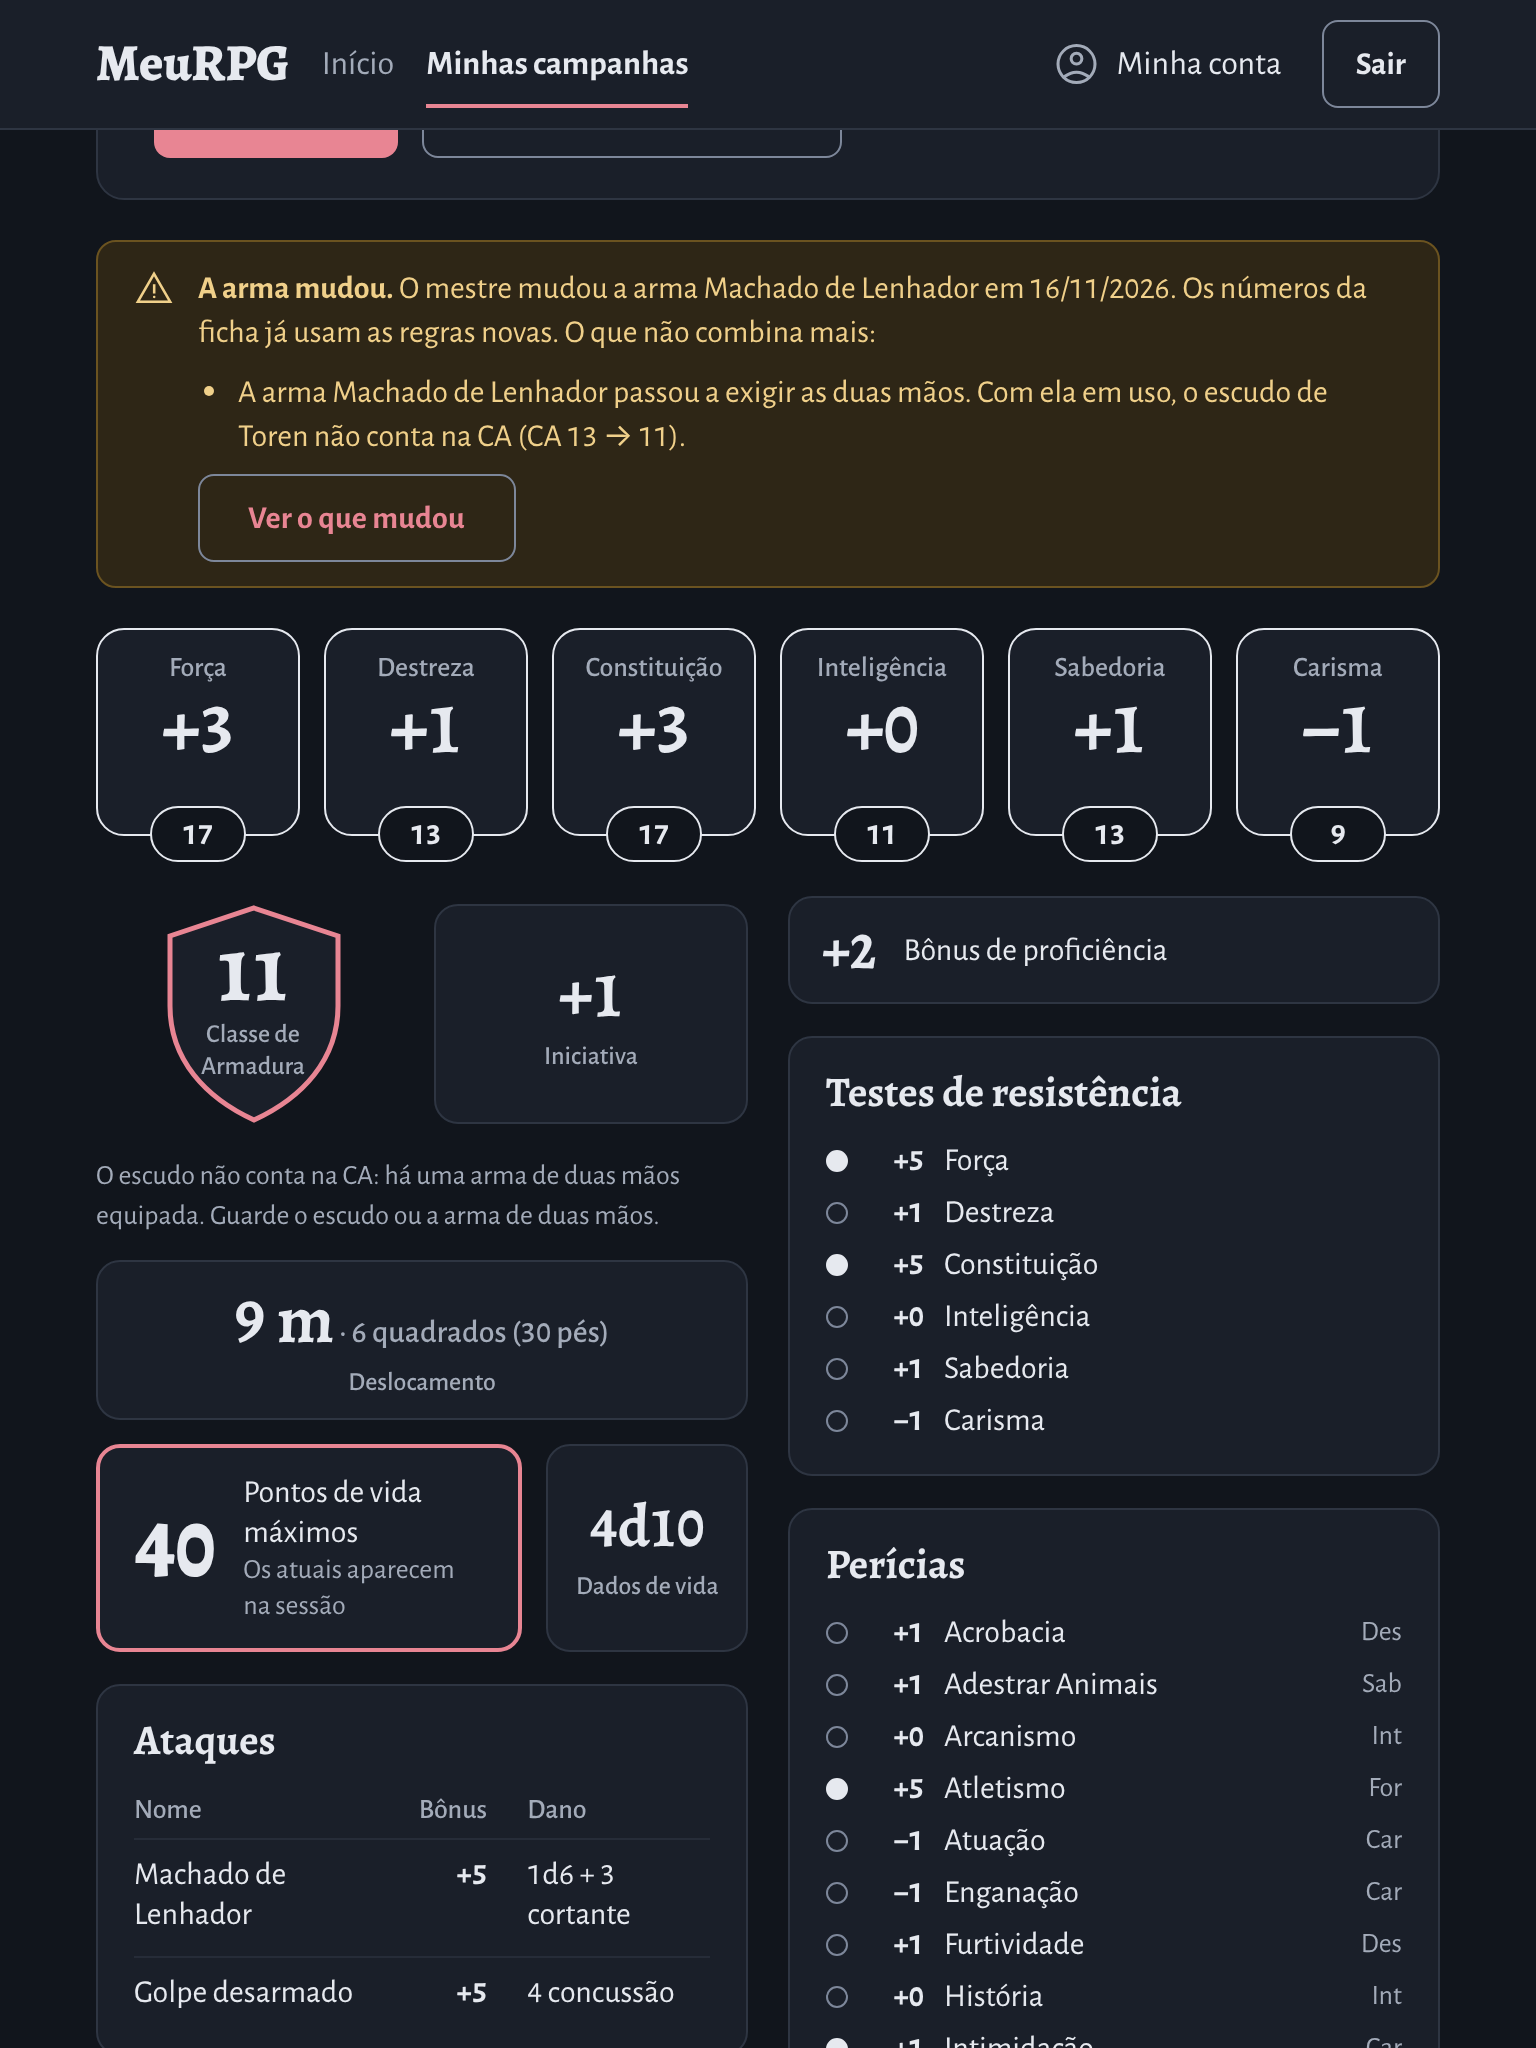 MeuRPG Início Minhas campanhas Minha conta Sair
A arma mudou. O mestre mudou a arma Machado de Lenhador em 16/11/2026. Os números da
ficha já usam as regras novas. O que não combina mais:
• A arma Machado de Lenhador passou a exigir as duas mãos. Com ela em uso, o escudo de
Toren não conta na CA (CA 13 → 11).
Ver o que mudou
Força Destreza Constituição Inteligência Sabedoria Carisma
+3 +1 +3 +0 +1 −1
17 13 17 11 13 9
11
Classe de
Armadura
+1
Iniciativa
O escudo não conta na CA: há uma arma de duas mãos
equipada. Guarde o escudo ou a arma de duas mãos.
9 m · 6 quadrados (30 pés)
Deslocamento
40
Pontos de vida
máximos
Os atuais aparecem
na sessão
4d10
Dados de vida
Ataques
Nome Bônus Dano
Machado de
Lenhador
+5
1d6 + 3
cortante
Golpe desarmado +5 4 concussão
+2 Bônus de proficiência
Testes de resistência
+5 Força
+1 Destreza
+5 Constituição
+0 Inteligência
+1 Sabedoria
−1 Carisma
Perícias
+1 Acrobacia Des
+1 Adestrar Animais Sab
+0 Arcanismo Int
+5 Atletismo For
−1 Atuação Car
−1 Enganação Car
+1 Furtividade Des
+0 História Int
+1 Intimidação Car